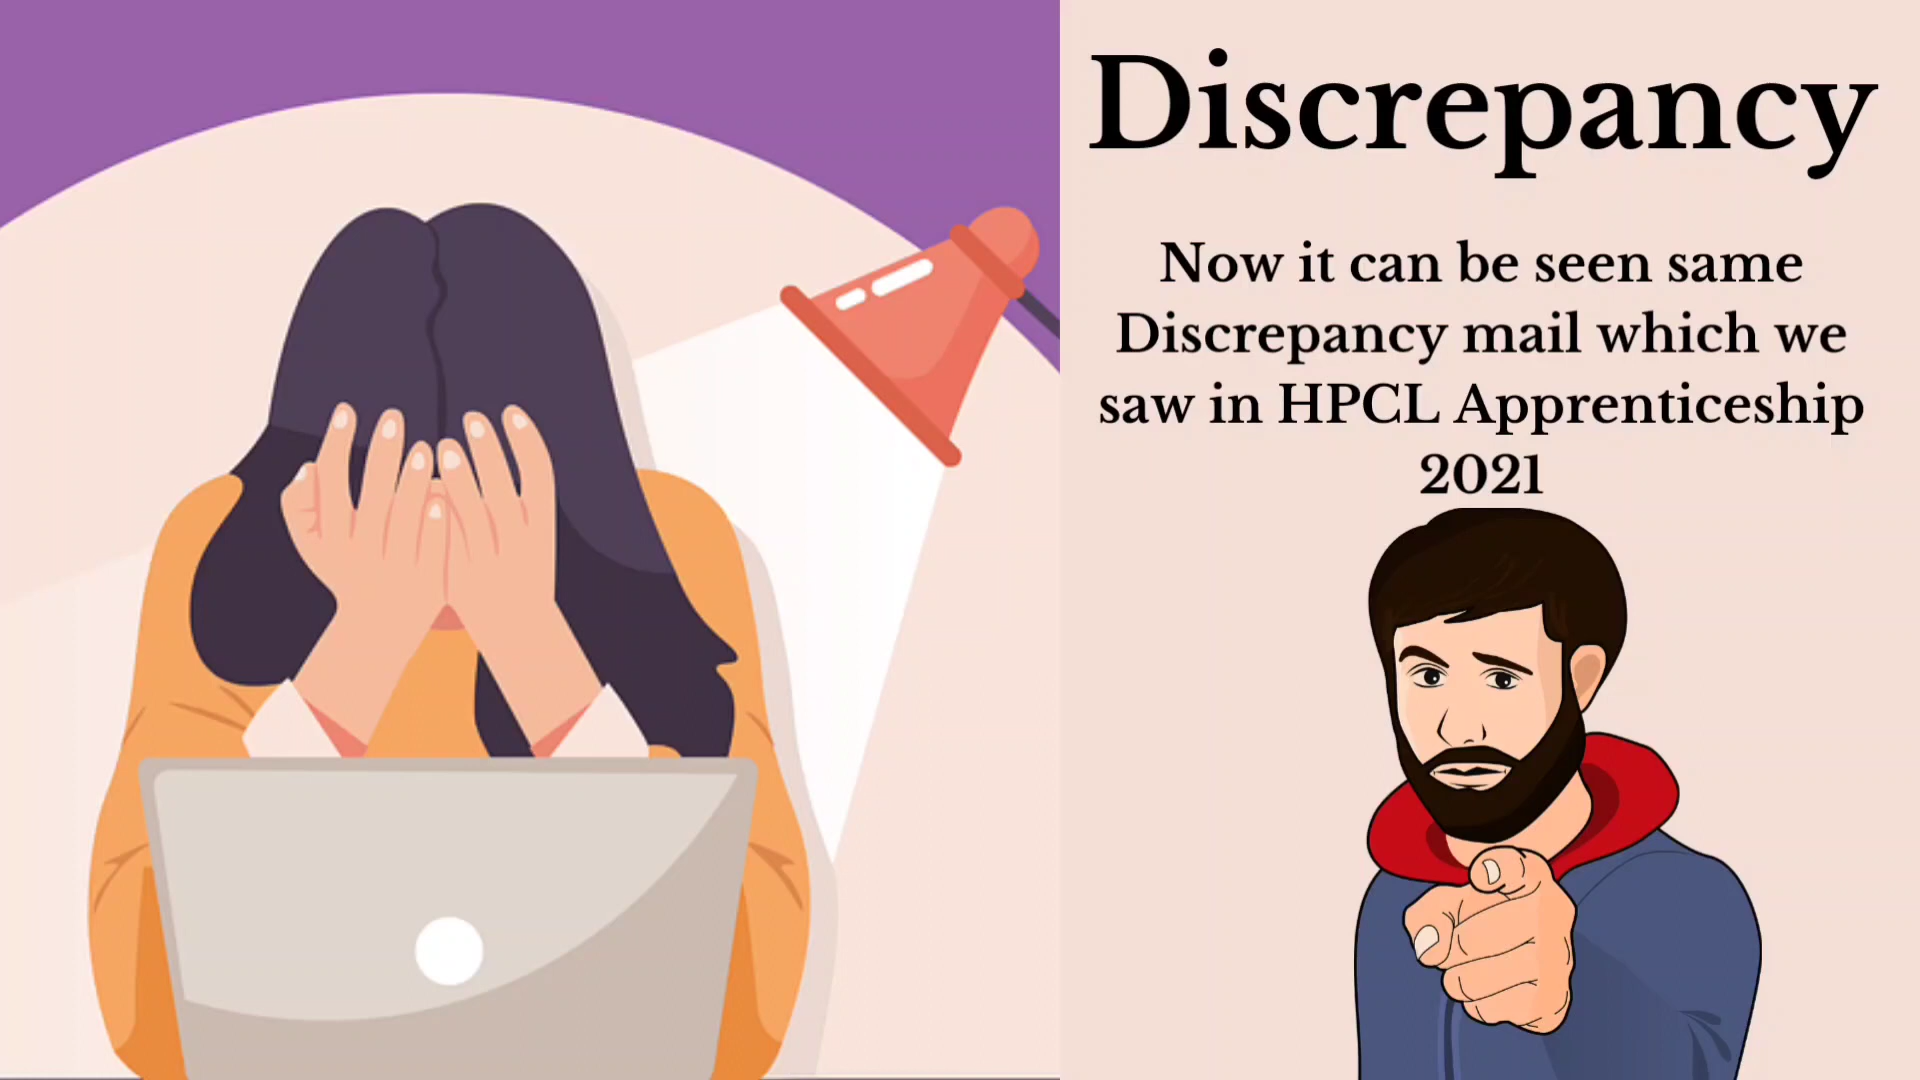 Discrepancy
Now it can be seen same
Discrepancy mail which we
saw in HPCL Apprenticeship
2021